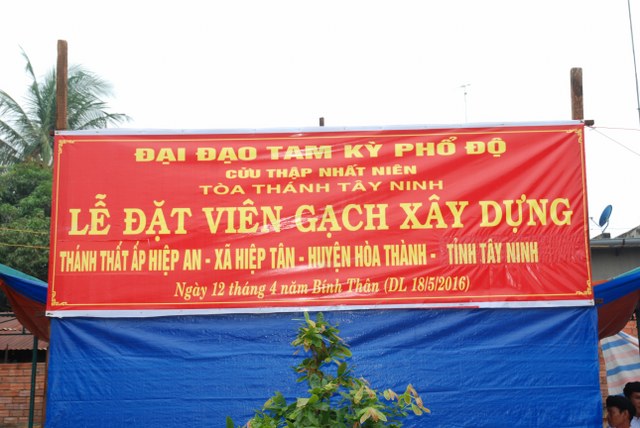 ĐẠI ĐẠO TAM KỲ PHỔ ĐỘ
CỬU THẬP NHẤT NIÊN
TÒA THÁNH TÂY NINH
LỄ ĐẶT VIÊN GẠCH XÂY DỰNG
THÁNH THẤT ẤP HIỆP AN - XÃ HIỆP TÂN - HUYỆN HÒA THÀNH - TỈNH TÂY NINH
Ngày 12 tháng 4 năm Bính Thân (DL 18/5/2016)